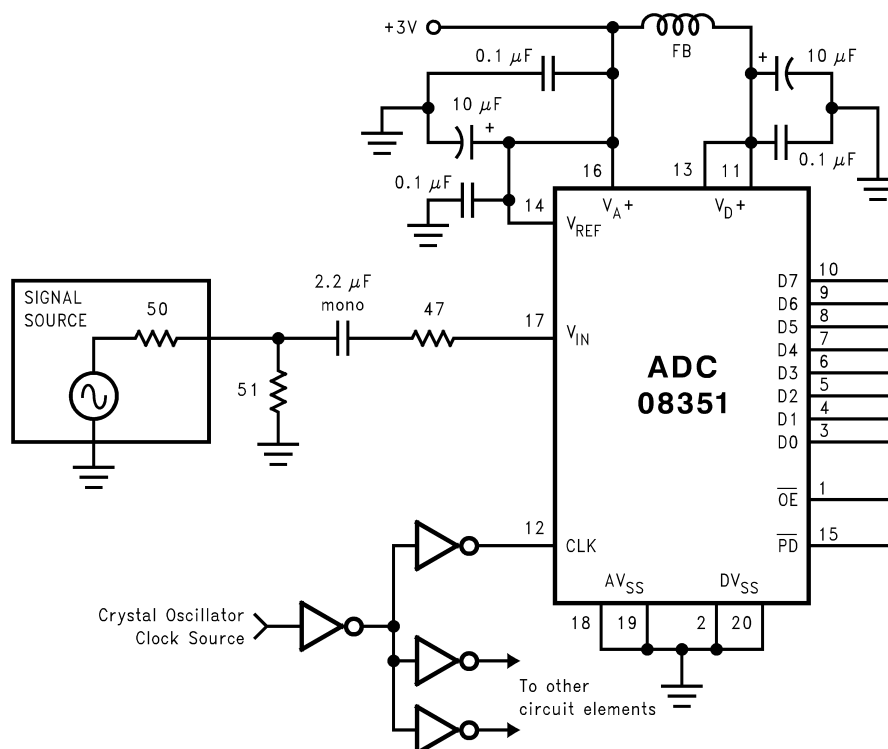 +3V
FB
0.1 μF
+ 10 μF
10 μF +
0.1 μF
0.1 μF
16
13
11
14
V_A+
V_D+
V_REF
SIGNAL
SOURCE
50
2.2 μF
mono
47
17
V_IN
51
ADC
08351
D7 10
D6 9
D5 8
D4 7
D3 6
D2 5
D1 4
D0 3
O̅E̅ 1
P̅D̅ 15
12
CLK
AV_SS
DV_SS
18
19
2
20
Crystal Oscillator
Clock Source
To other
circuit elements